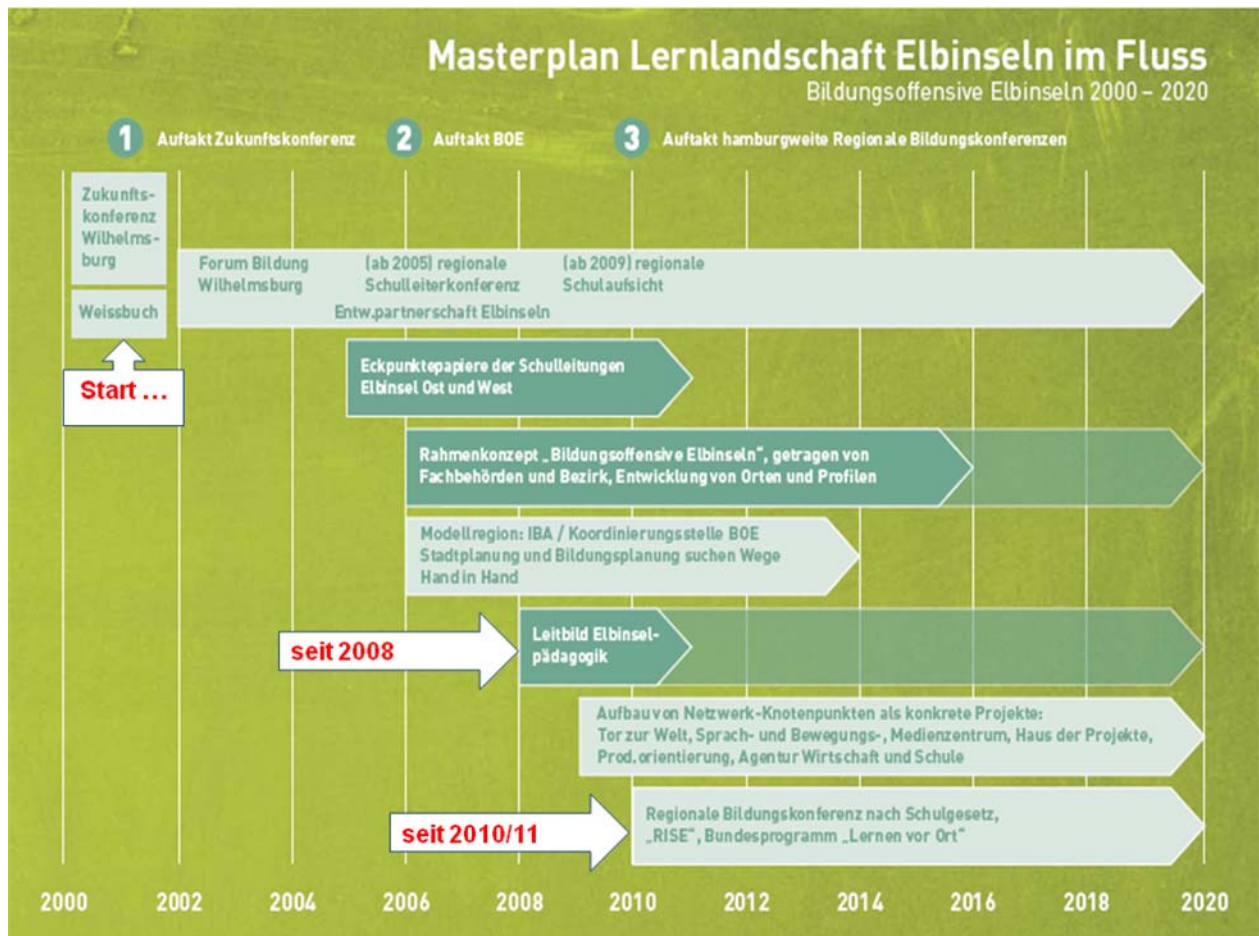 Masterplan Lernlandschaft Elbinseln im Fluss
Bildungsoffensive Elbinseln 2000 – 2020
1 Auftakt Zukunftskonferenz
2 Auftakt BOE
3 Auftakt hamburgweite Regionale Bildungskonferenzen
Zukunfts-
konferenz
Wilhelms-
burg
Weissbuch
Forum Bildung
Wilhelmsburg
(ab 2005) regionale
Schulleiterkonferenz
Entw.partnerschaft Elbinseln
(ab 2009) regionale
Schulaufsicht
Start ...
Eckpunktepapiere der Schulleitungen
Elbinsel Ost und West
Rahmenkonzept „Bildungsoffensive Elbinseln“, getragen von
Fachbehörden und Bezirk, Entwicklung von Orten und Profilen
Modellregion: IBA / Koordinierungsstelle BOE
Stadtplanung und Bildungsplanung suchen Wege
Hand in Hand
seit 2008
Leitbild Elbinsel-
pädagogik
Aufbau von Netzwerk-Knotenpunkten als konkrete Projekte:
Tor zur Welt, Sprach- und Bewegungs-, Medienzentrum, Haus der Projekte,
Prod.orientierung, Agentur Wirtschaft und Schule
seit 2010/11
Regionale Bildungskonferenz nach Schulgesetz,
„RISE“, Bundesprogramm „Lernen vor Ort“
2000 2002 2004 2006 2008 2010 2012 2014 2016 2018 2020